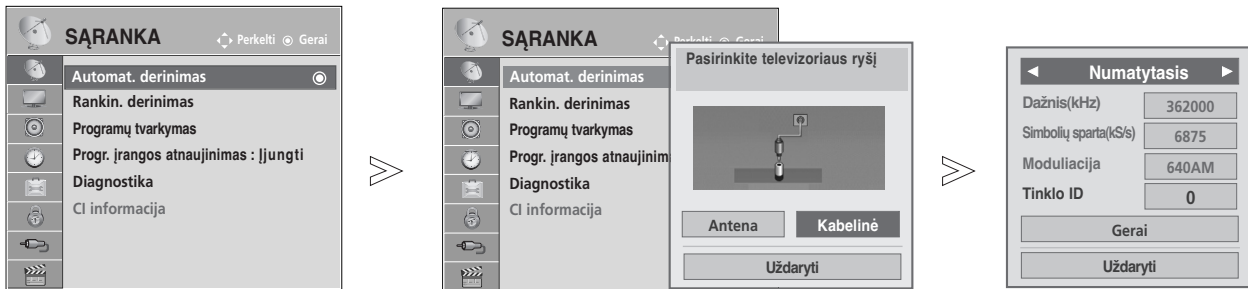 SĄRANKA
Perkelti Gerai
Automat. derinimas
Rankin. derinimas
Programų tvarkymas
Progr. įrangos atnaujinimas : Įjungti
Diagnostika
CI informacija
SĄRANKA
Perkelti Gerai
Automat. derinimas
Rankin. derinimas
Programų tvarkymas
Progr. įrangos atnaujinim
Diagnostika
CI informacija
Pasirinkite televizoriaus ryšį
Antena Kabelinė
Uždaryti
Numatytasis
Dažnis(kHz) 362000
Simbolių sparta(kS/s) 6875
Moduliacija 640AM
Tinklo ID 0
Gerai
Uždaryti